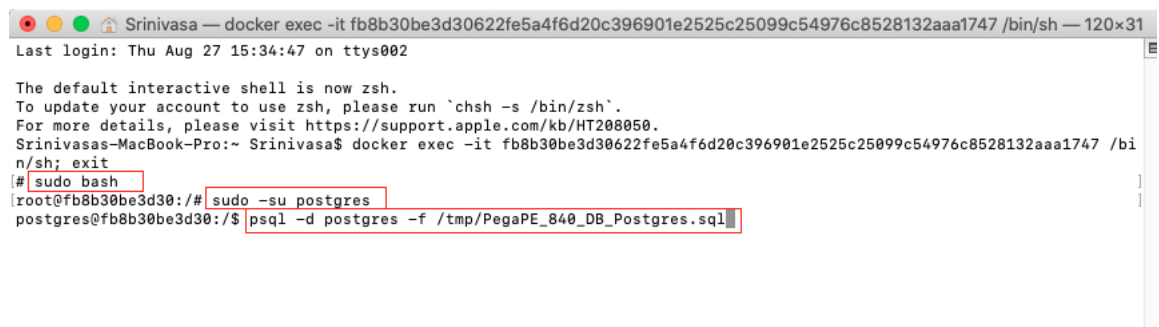 Srinivasa — docker exec -it fb8b30be3d30622fe5a4f6d20c396901e2525c25099c54976c8528132aaa1747 /bin/sh — 120×31
Last login: Thu Aug 27 15:34:47 on ttys002
The default interactive shell is now zsh.
To update your account to use zsh, please run `chsh -s /bin/zsh`.
For more details, please visit https://support.apple.com/kb/HT208050.
Srinivasas-MacBook-Pro:~ Srinivasa$ docker exec -it fb8b30be3d30622fe5a4f6d20c396901e2525c25099c54976c8528132aaa1747 /bi
n/sh; exit
[# sudo bash ]
[root@fb8b30be3d30:/# sudo -su postgres ]
postgres@fb8b30be3d30:/$ psql -d postgres -f /tmp/PegaPE_840_DB_Postgres.sql